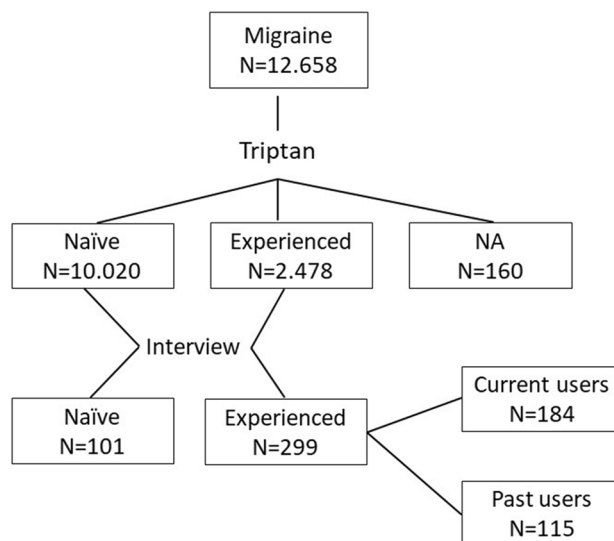 Migraine
N=12.658
Triptan
Naïve
N=10.020
Experienced
N=2.478
NA
N=160
Interview
Naïve
N=101
Experienced
N=299
Current users
N=184
Past users
N=115